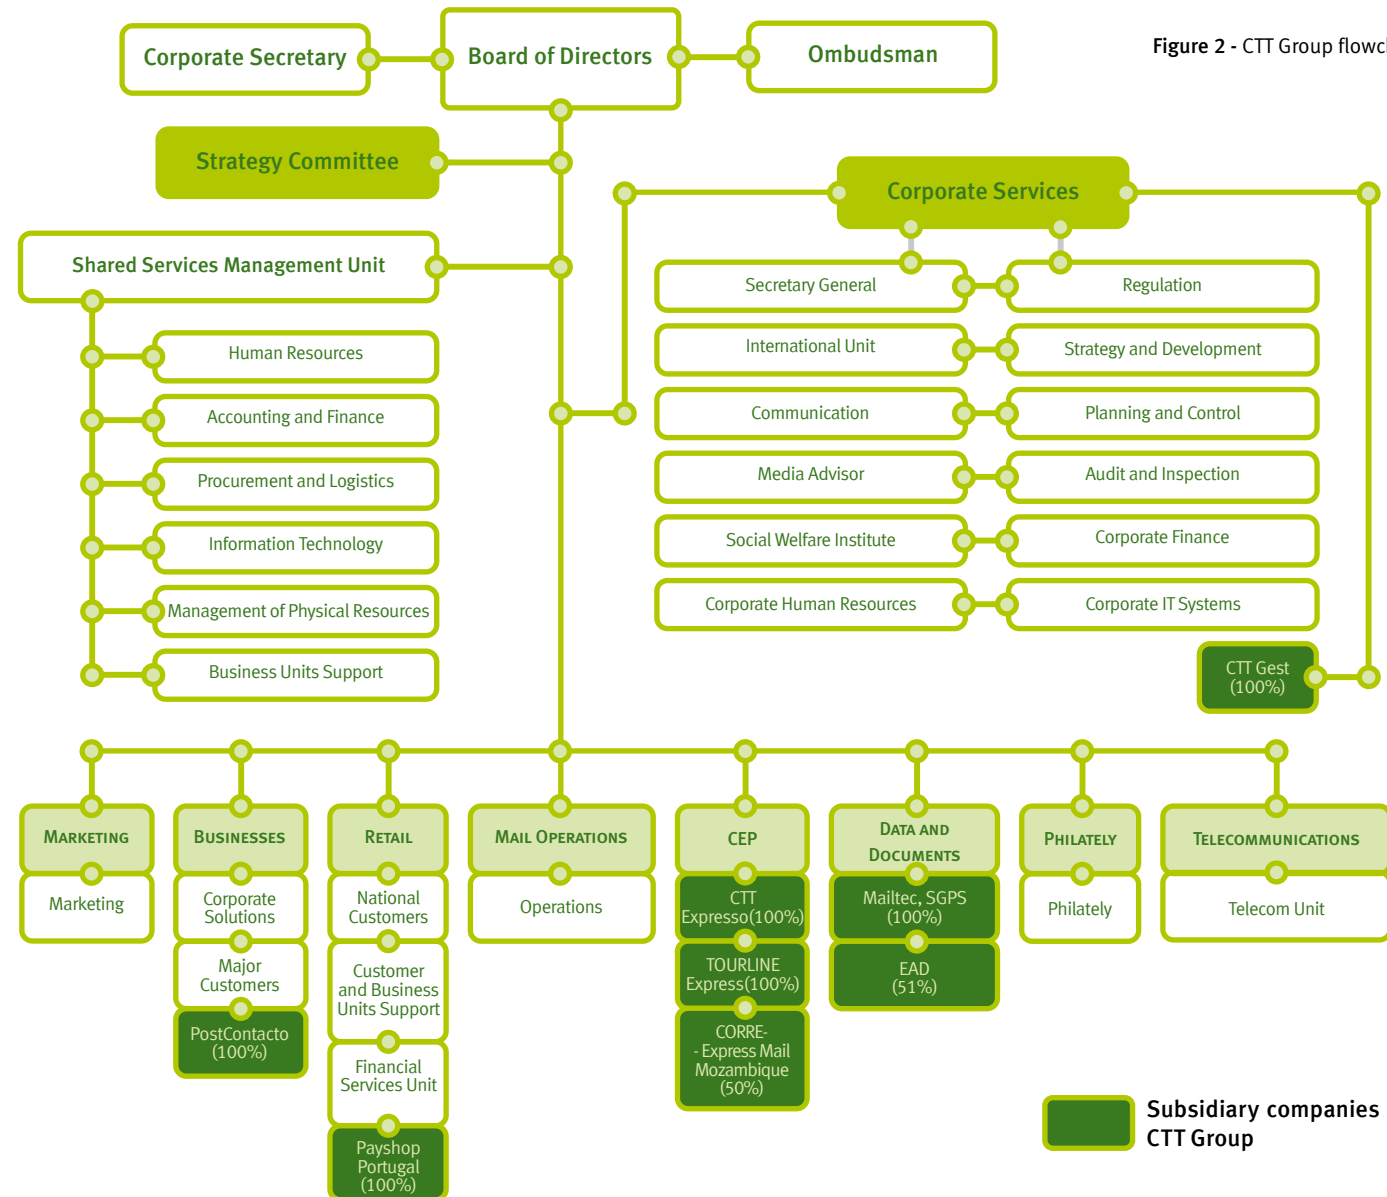 Figure 2 - CTT Group
Corporate Secretary
Board of Directors
Ombudsman
Strategy Committee
Corporate Services
Shared Services Management Unit
Human Resources
Accounting and Finance
Procurement and Logistics
Information Technology
Management of Physical Resources
Business Units Support
Secretary General
Regulation
International Unit
Strategy and Development
Communication
Planning and Control
Media Advisor
Audit and Inspection
Social Welfare Institute
Corporate Finance
Corporate Human Resources
Corporate IT Systems
CTT Gest
(100%)
MARKETING
Marketing
BUSINESSES
Corporate
Solutions
Major
Customers
PostContacto
(100%)
RETAIL
National
Customers
Customer
and Business
Units Support
Financial
Services Unit
Payshop
Portugal
(100%)
MAIL OPERATIONS
Operations
CEP
CTT
Expresso(100%)
TOURLINE
Express(100%)
CORRE-
- Express Mail
Mozambique
(50%)
DATA AND
DOCUMENTS
Mailtec, SGPS
(100%)
EAD
(51%)
PHILATELY
Philately
TELECOMMUNICATIONS
Telecom Unit
Subsidiary companies
CTT Group